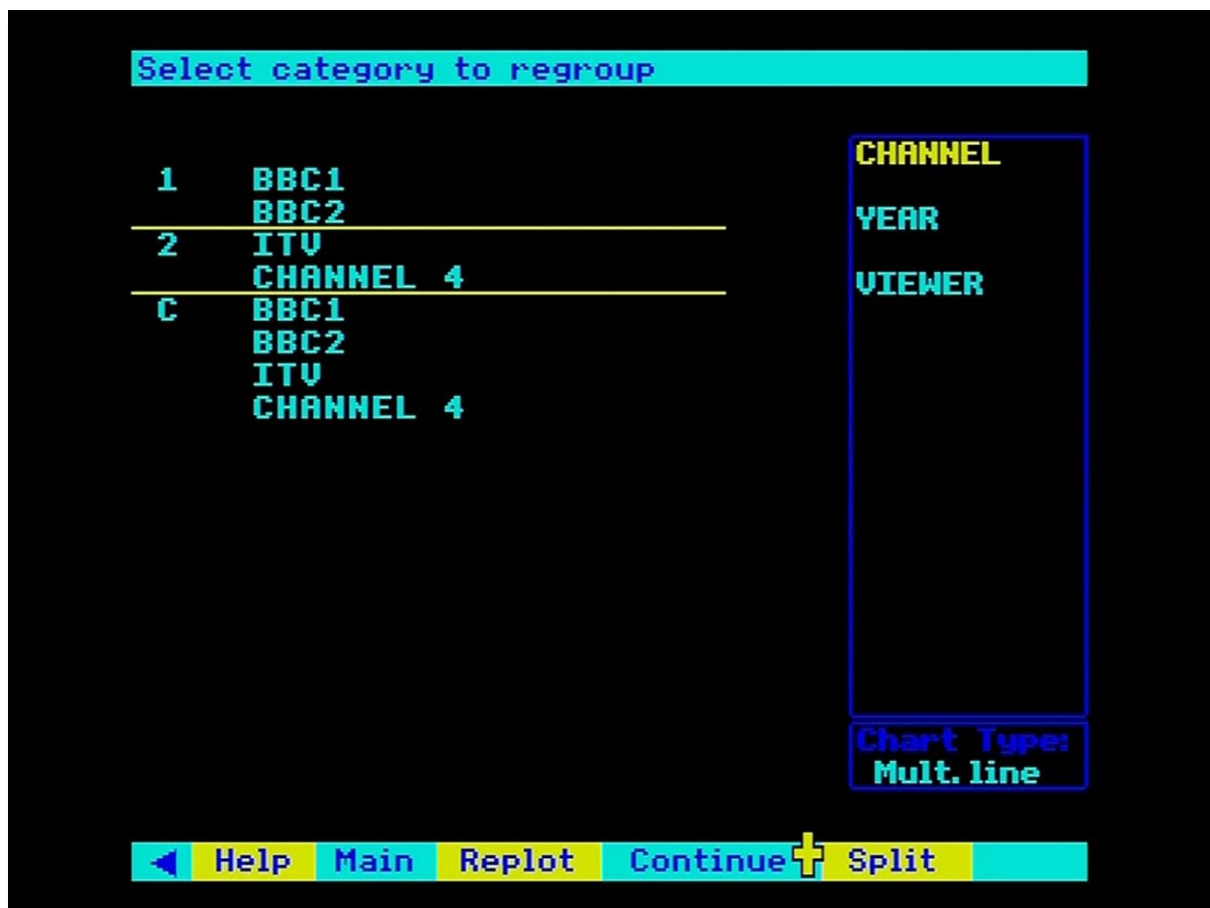 Select category to regroup
1 BBC1
BBC2
2 ITV
CHANNEL 4
C BBC1
BBC2
ITV
CHANNEL 4
CHANNEL
YEAR
VIEWER
Chart Type:
Mult.line
Help Main Replot Continue Split